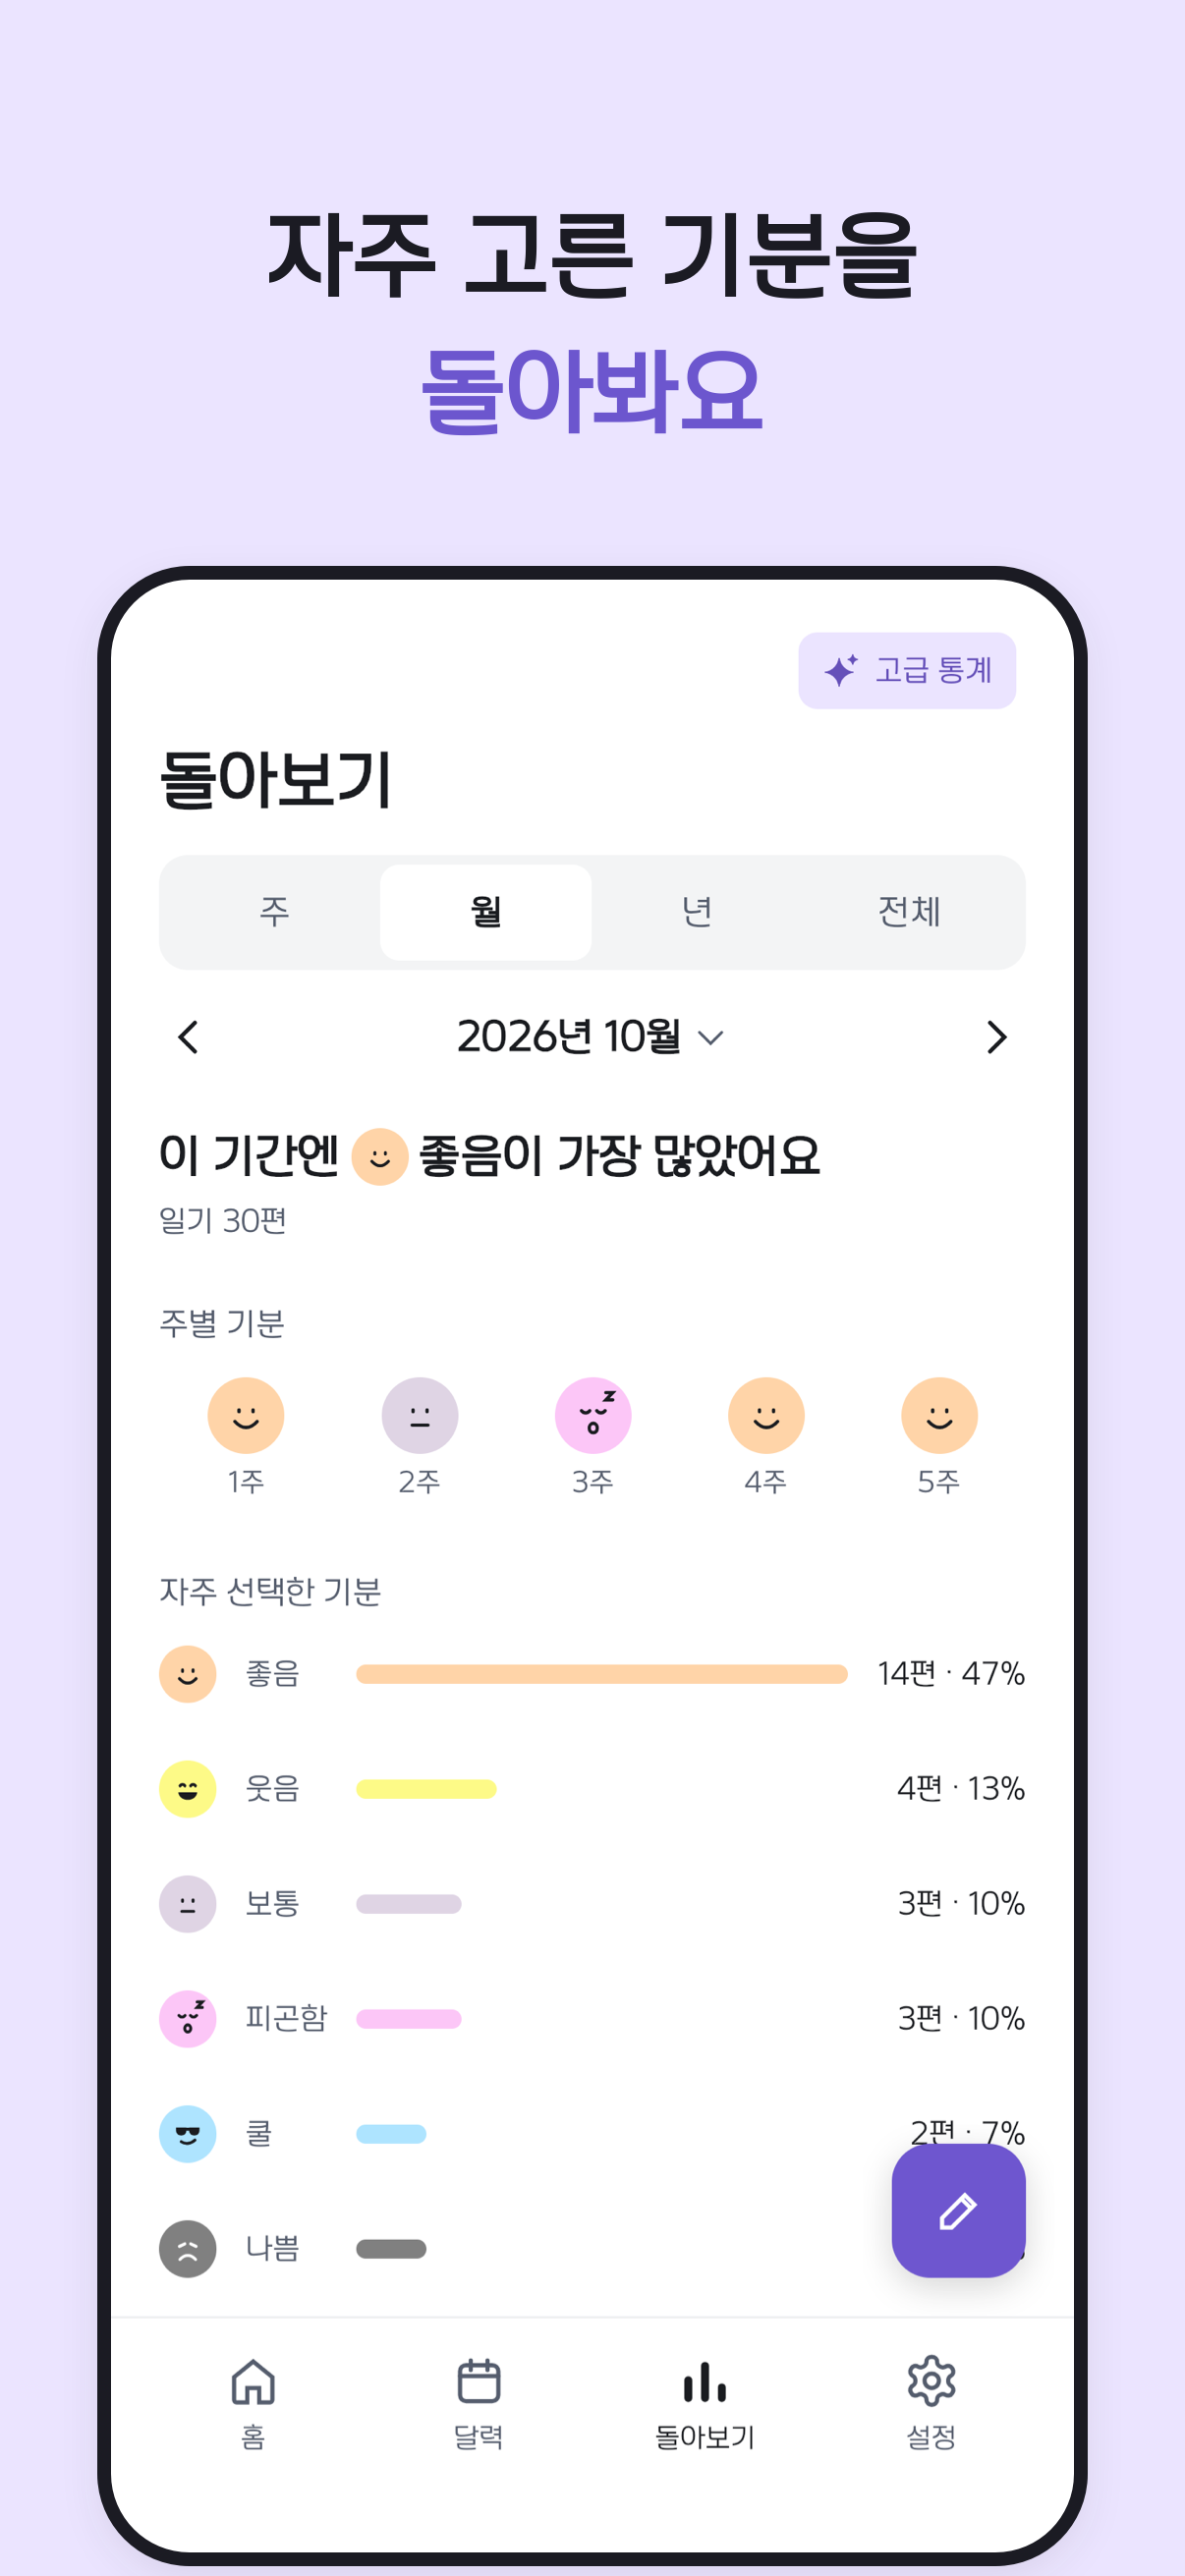 자주 고른 기분을
돌아봐요
고급 통계
돌아보기
주 월 년 전체
2026년 10월
이 기간엔 좋음이 가장 많았어요
일기 30편
주별 기분
1주 2주 3주 4주 5주
자주 선택한 기분
좋음 14편 · 47%
웃음 4편 · 13%
보통 3편 · 10%
피곤함 3편 · 10%
쿨 2편 · 7%
나쁨
홈 달력 돌아보기 설정